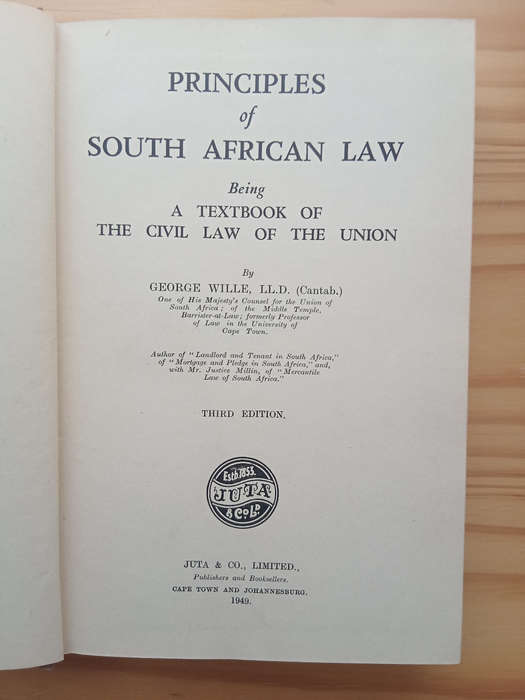 PRINCIPLES
of
SOUTH AFRICAN LAW
Being
A TEXTBOOK OF
THE CIVIL LAW OF THE UNION
By
GEORGE WILLE, LL.D. (Cantab.)
One of His Majesty's Counsel for the Union of
South Africa; of the Middle Temple,
Barrister-at-Law; formerly Professor
of Law in the University of
Cape Town.
Author of "Landlord and Tenant in South Africa,"
of "Mortgage and Pledge in South Africa," and,
with Mr. Justice Millin, of "Mercantile
Law of South Africa."
THIRD EDITION.
Estb. 1853.
JUTA
& Co Ld
JUTA & CO., LIMITED.,
Publishers and Booksellers.
CAPE TOWN AND JOHANNESBURG.
1949.